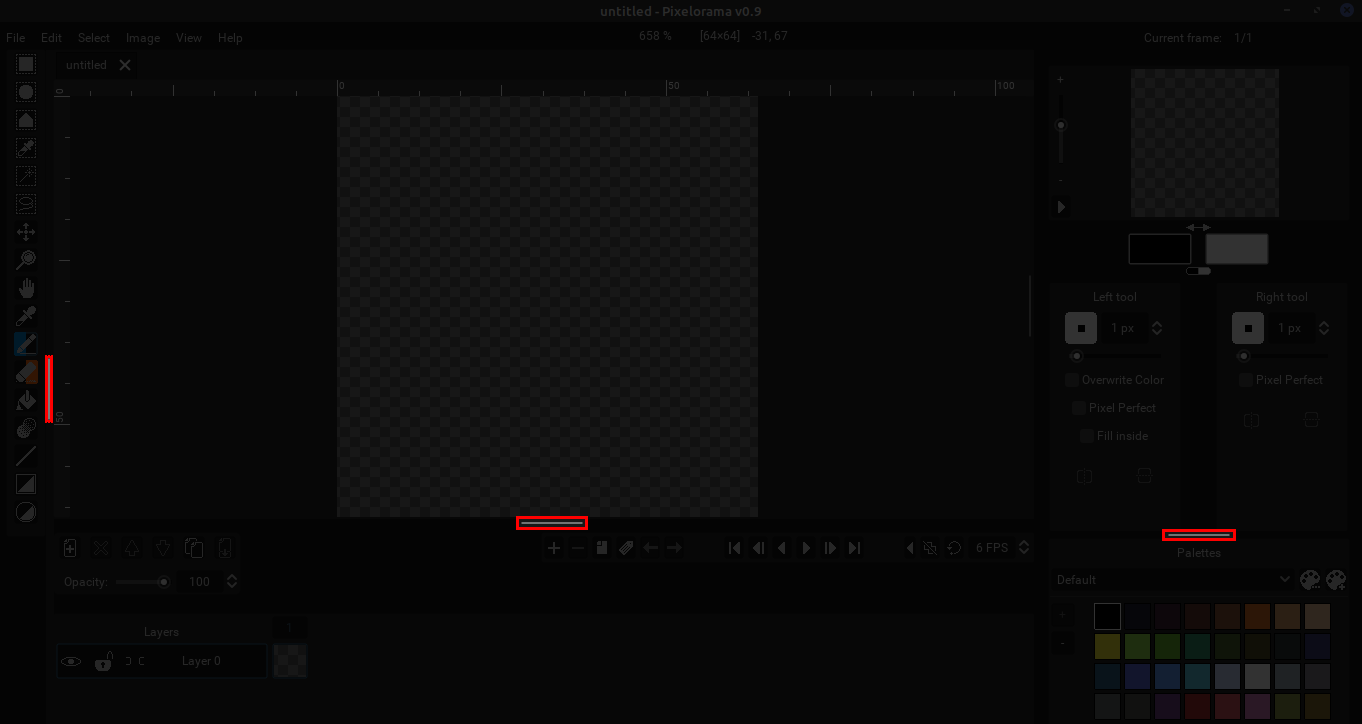 untitled - Pixelorama v0.9
File Edit Select Image View Help 658 % [64×64] -31, 67 Current frame: 1/1
untitled
0 50 100
0
50
+
-
Left tool Right tool
1 px 1 px
Overwrite Color Pixel Perfect
Pixel Perfect
Fill inside
Palettes
6 FPS
Opacity: 100
Default
+
-
Layers 1
Layer 0